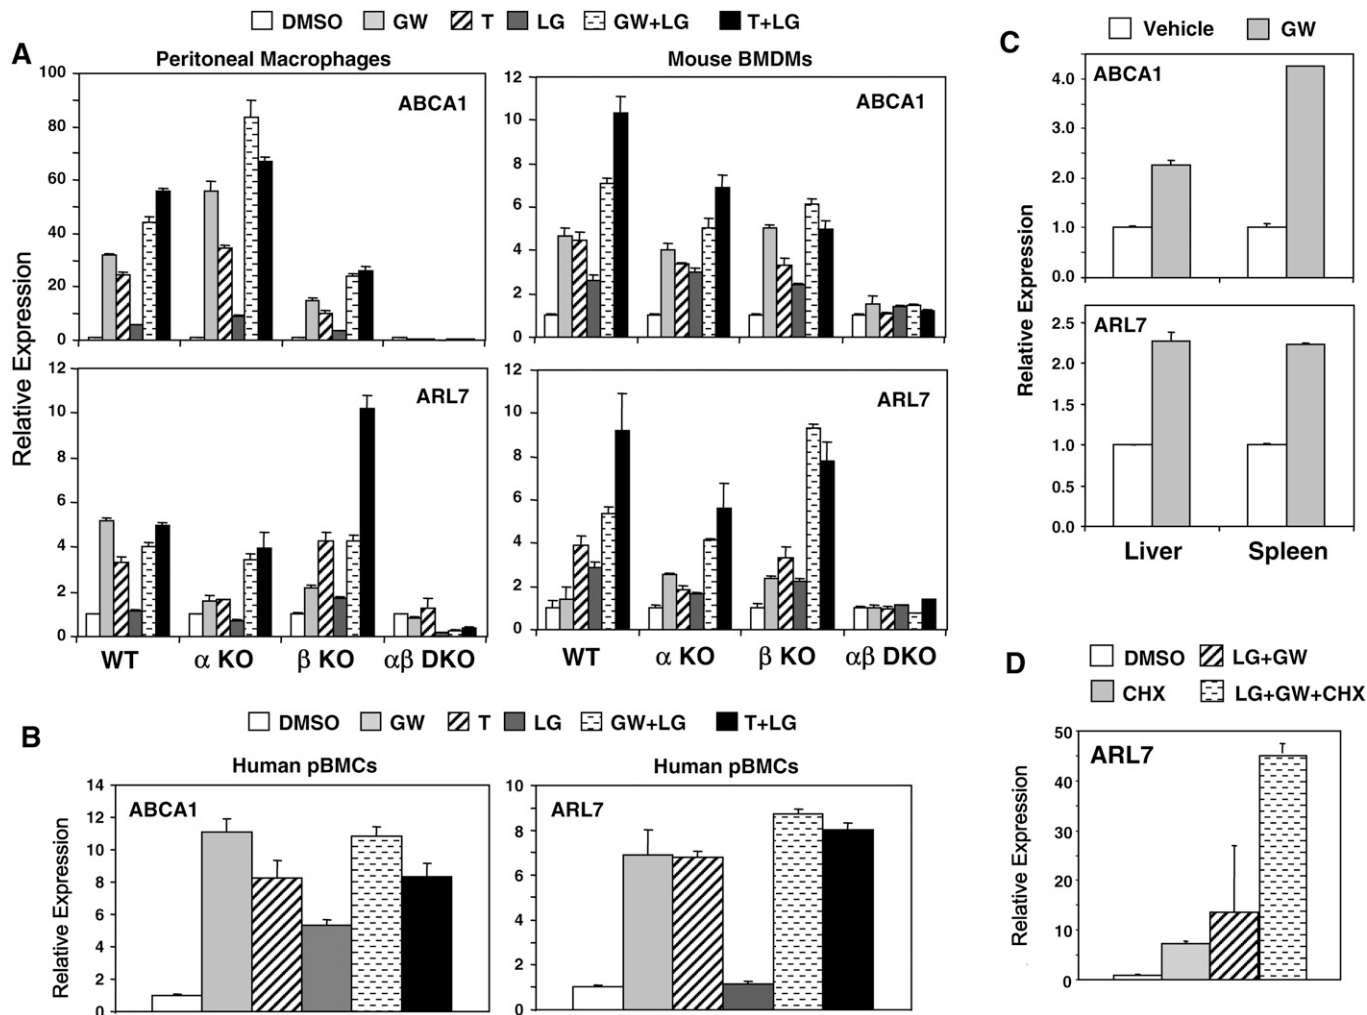 DMSO GW T LG GW+LG T+LG
A
Peritoneal Macrophages
Mouse BMDMs
Relative Expression
ABCA1
100
80
60
40
20
0
ABCA1
12
10
8
6
4
2
0
ARL7
12
10
8
6
4
2
0
WT α KO β KO αβ DKO
ARL7
12
10
8
6
4
2
0
WT α KO β KO αβ DKO
C
Vehicle GW
Relative Expression
ABCA1
4.0
3.0
2.0
1.0
0.0
ARL7
2.5
2.0
1.5
1.0
0.5
0.0
Liver Spleen
B
DMSO GW T LG GW+LG T+LG
Human pBMCs
Relative Expression
ABCA1
14
12
10
8
6
4
2
0
Human pBMCs
ARL7
10
8
6
4
2
0
D
DMSO LG+GW
CHX LG+GW+CHX
Relative Expression
ARL7
50
40
30
20
10
0